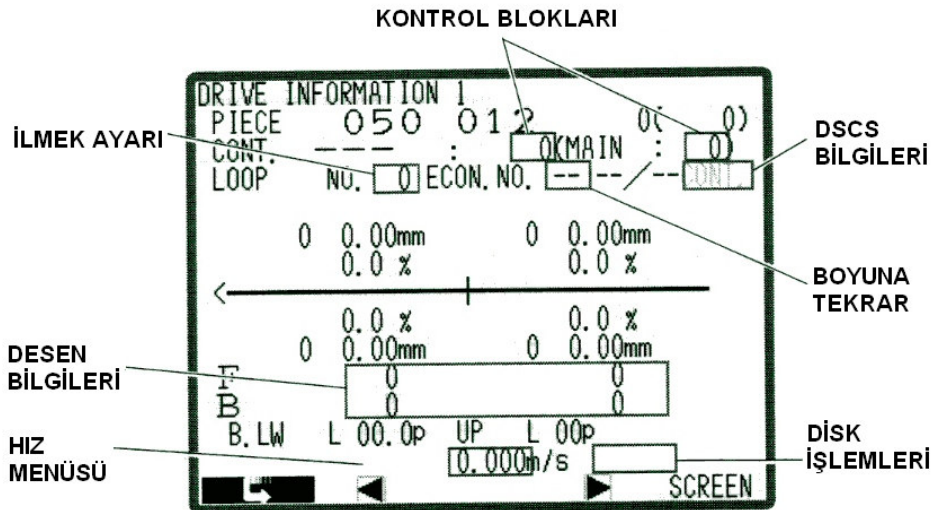 KONTROL BLOKLARI
DRIVE INFORMATION 1
PIECE 050 012 0( 0)
İLMEK AYARI
CONT. --- : 0KMAIN : 0)
DSCS BİLGİLERİ
LOOP NO. 0 ECON. NO. -- -- / -- CONT
0 0.00mm 0 0.00mm
0.0 % 0.0 %
BOYUNA TEKRAR
0.0 % 0.0 %
0 0.00mm 0 0.00mm
DESEN BİLGİLERİ
F 0 0
B 0 0
B.LW L 00.0p UP L 00p
HIZ MENÜSÜ
0.000m/s
DİSK İŞLEMLERİ
SCREEN